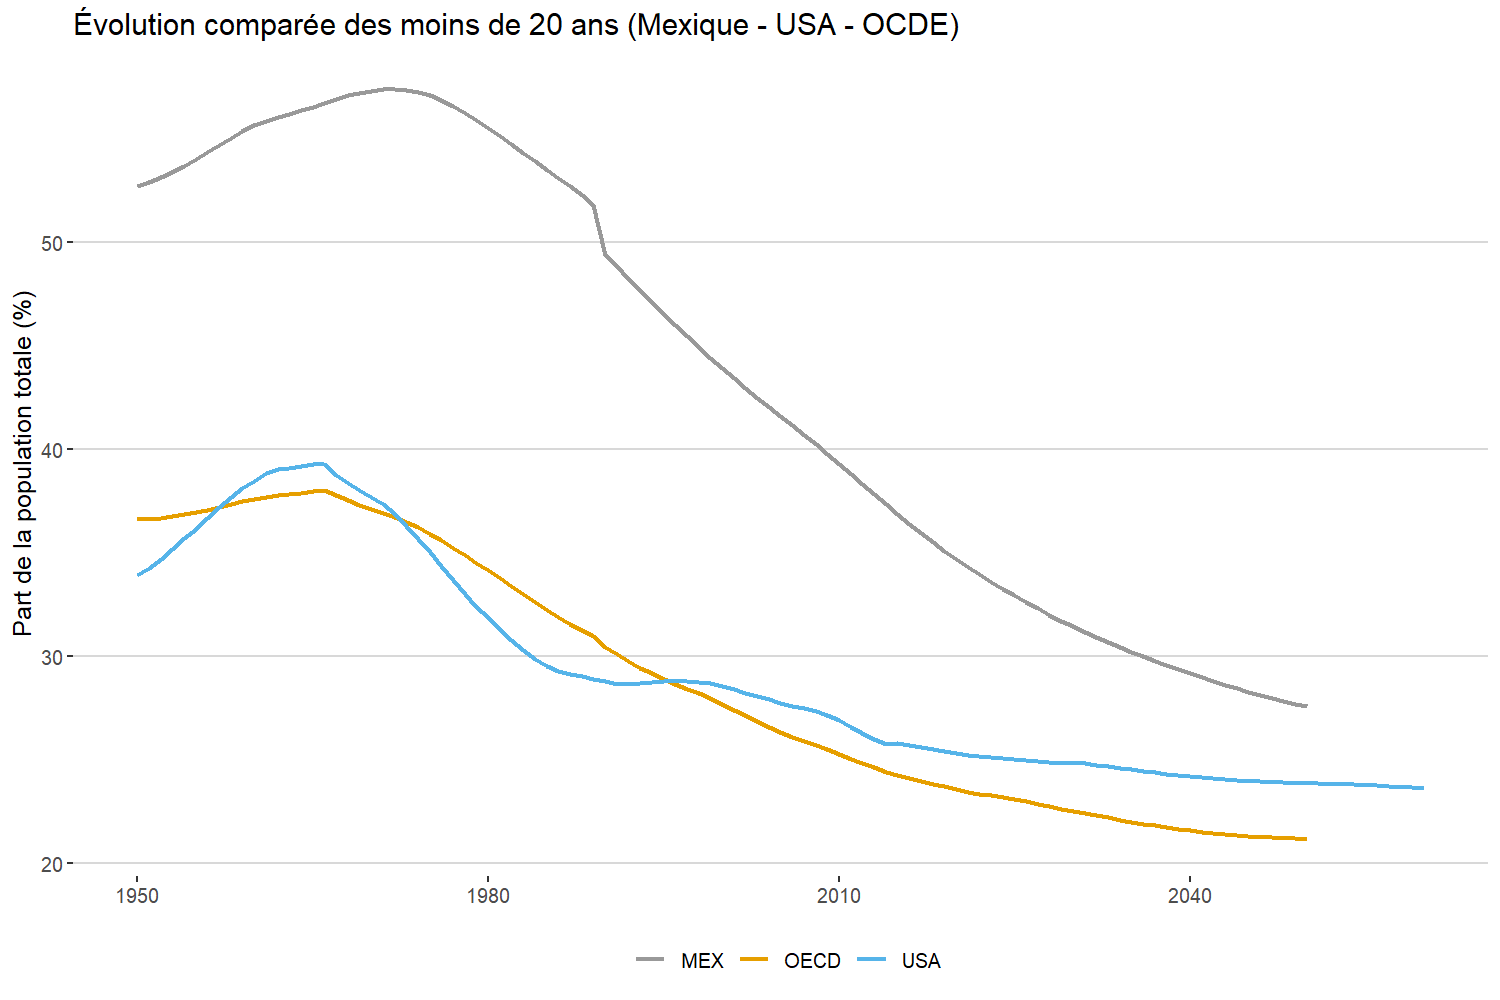 Évolution comparée des moins de 20 ans (Mexique - USA - OCDE)
Part de la population totale (%)
50
40
30
20
1950 1980 2010 2040
MEX OECD USA